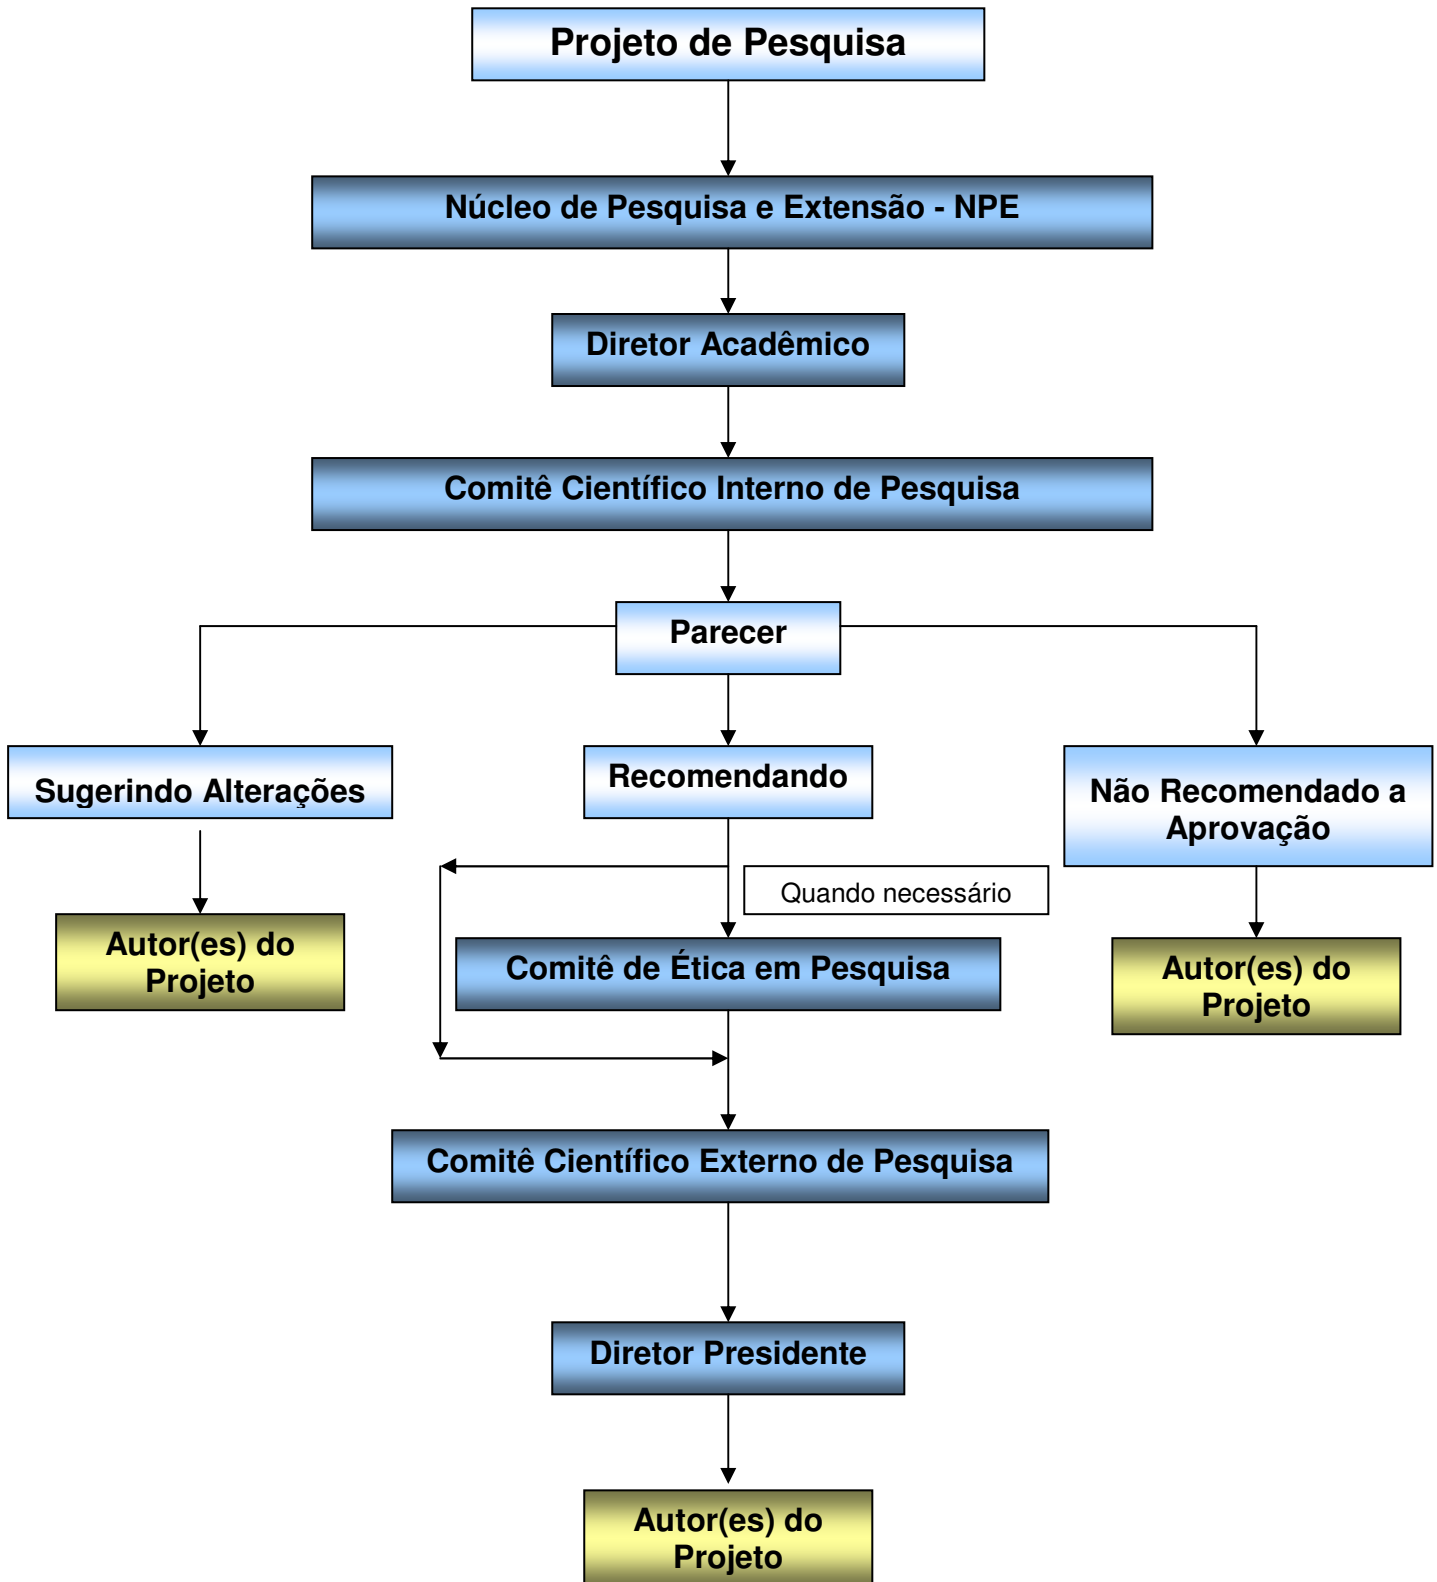 Projeto de Pesquisa
Núcleo de Pesquisa e Extensão - NPE
Diretor Acadêmico
Comitê Científico Interno de Pesquisa
Parecer
Sugerindo Alterações
Recomendando
Não Recomendado a
Aprovação
Quando necessário
Autor(es) do
Projeto
Comitê de Ética em Pesquisa
Autor(es) do
Projeto
Comitê Científico Externo de Pesquisa
Diretor Presidente
Autor(es) do
Projeto